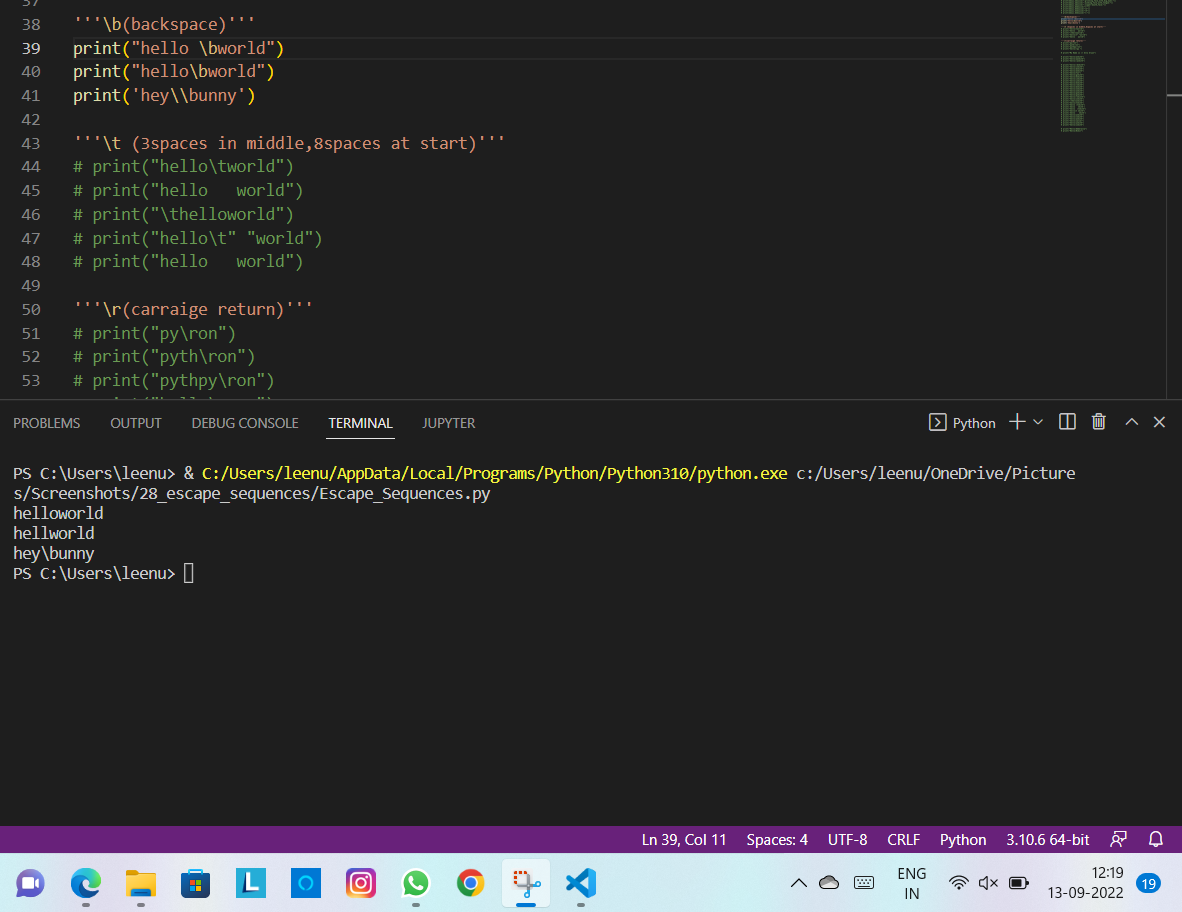 37
38 '''\b(backspace)'''
39 print("hello \bworld")
40 print("hello\bworld")
41 print('hey\\bunny')
42
43 '''\t (3spaces in middle,8spaces at start)'''
44 # print("hello\tworld")
45 # print("hello   world")
46 # print("\thelloworld")
47 # print("hello\t" "world")
48 # print("hello   world")
49
50 '''\r(carraige return)'''
51 # print("py\ron")
52 # print("pyth\ron")
53 # print("pythpy\ron")
PROBLEMS OUTPUT DEBUG CONSOLE TERMINAL JUPYTER Python
PS C:\Users\leenu> & C:/Users/leenu/AppData/Local/Programs/Python/Python310/python.exe c:/Users/leenu/OneDrive/Picture
s/Screenshots/28_escape_sequences/Escape_Sequences.py
helloworld
hellworld
hey\bunny
PS C:\Users\leenu>
Ln 39, Col 11 Spaces: 4 UTF-8 CRLF Python 3.10.6 64-bit
ENG
IN
12:19
13-09-2022
19